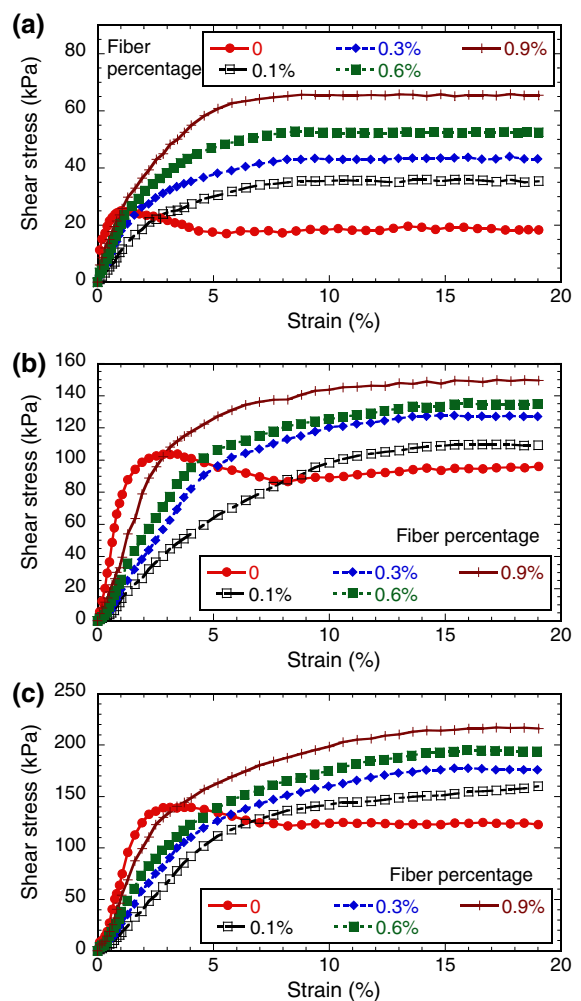 (a)
Shear stress (kPa)
80
60
40
20
0
Fiber percentage
0 0.3% 0.9%
0.1% 0.6%
0 5 10 15 20
Strain (%)
(b)
Shear stress (kPa)
160
140
120
100
80
60
40
20
0
Fiber percentage
0 0.3% 0.9%
0.1% 0.6%
0 5 10 15 20
Strain (%)
(c)
Shear stress (kPa)
250
200
150
100
50
0
Fiber percentage
0 0.3% 0.9%
0.1% 0.6%
0 5 10 15 20
Strain (%)